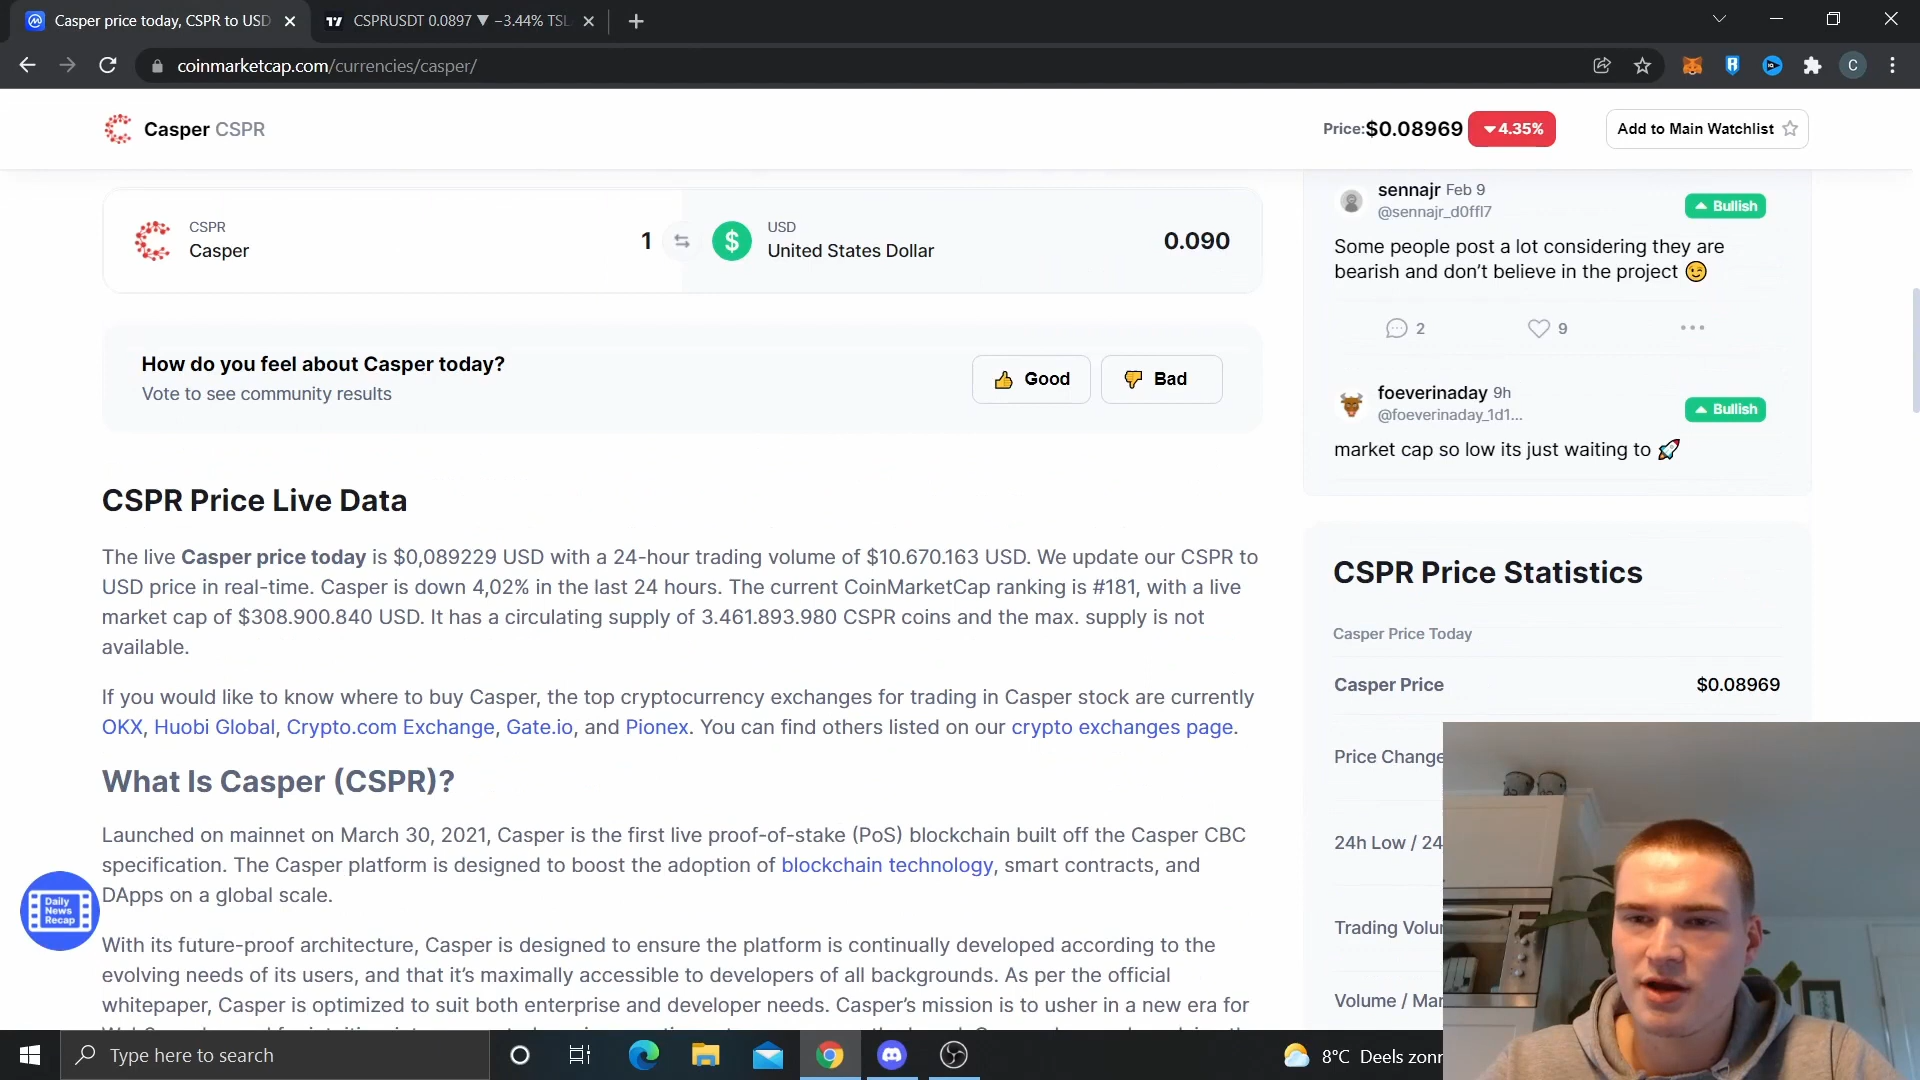 Casper price today, CSPR to USD
CSPRUSDT 0.0897 ▼ −3.44% TSL
coinmarketcap.com/currencies/casper/
C
Casper CSPR
Price:$0.08969 4.35%
Add to Main Watchlist
CSPR
Casper
1
USD
United States Dollar
0.090
How do you feel about Casper today?
Vote to see community results
Good
Bad
CSPR Price Live Data
The live Casper price today is $0,089229 USD with a 24-hour trading volume of $10.670.163 USD. We update our CSPR to
USD price in real-time. Casper is down 4,02% in the last 24 hours. The current CoinMarketCap ranking is #181, with a live
market cap of $308.900.840 USD. It has a circulating supply of 3.461.893.980 CSPR coins and the max. supply is not
available.
If you would like to know where to buy Casper, the top cryptocurrency exchanges for trading in Casper stock are currently
OKX, Huobi Global, Crypto.com Exchange, Gate.io, and Pionex. You can find others listed on our crypto exchanges page.
What Is Casper (CSPR)?
Launched on mainnet on March 30, 2021, Casper is the first live proof-of-stake (PoS) blockchain built off the Casper CBC
specification. The Casper platform is designed to boost the adoption of blockchain technology, smart contracts, and
DApps on a global scale.
With its future-proof architecture, Casper is designed to ensure the platform is continually developed according to the
evolving needs of its users, and that it's maximally accessible to developers of all backgrounds. As per the official
whitepaper, Casper is optimized to suit both enterprise and developer needs. Casper's mission is to usher in a new era for
Daily
News
Recap
sennajr Feb 9
@sennajr_d0ffl7
Bullish
Some people post a lot considering they are
bearish and don't believe in the project 😉
2
9
foeverinaday 9h
@foeverinaday_1d1...
Bullish
market cap so low its just waiting to 🚀
CSPR Price Statistics
Casper Price Today
Casper Price $0.08969
Price Change
24h Low / 24
Trading Volu
Volume / Mar
Type here to search
8°C Deels zonn